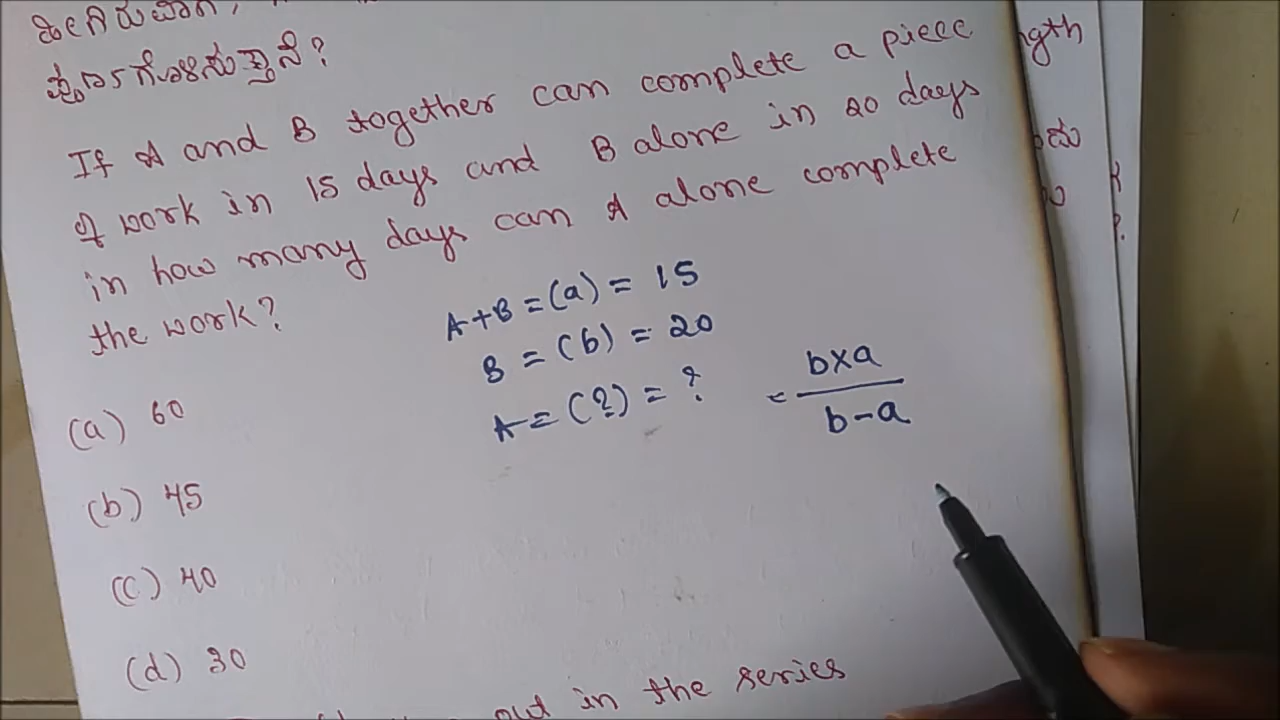 ?
If A and B together can complete a piece
of work in 15 days and B alone in 20 days
in how many days can A alone complete
the work?
A+B = (a) = 15
B = (b) = 20
A = (?) = ?
= b×a
b-a
(a) 60
(b) 45
(c) 40
(d) 30
out in the series